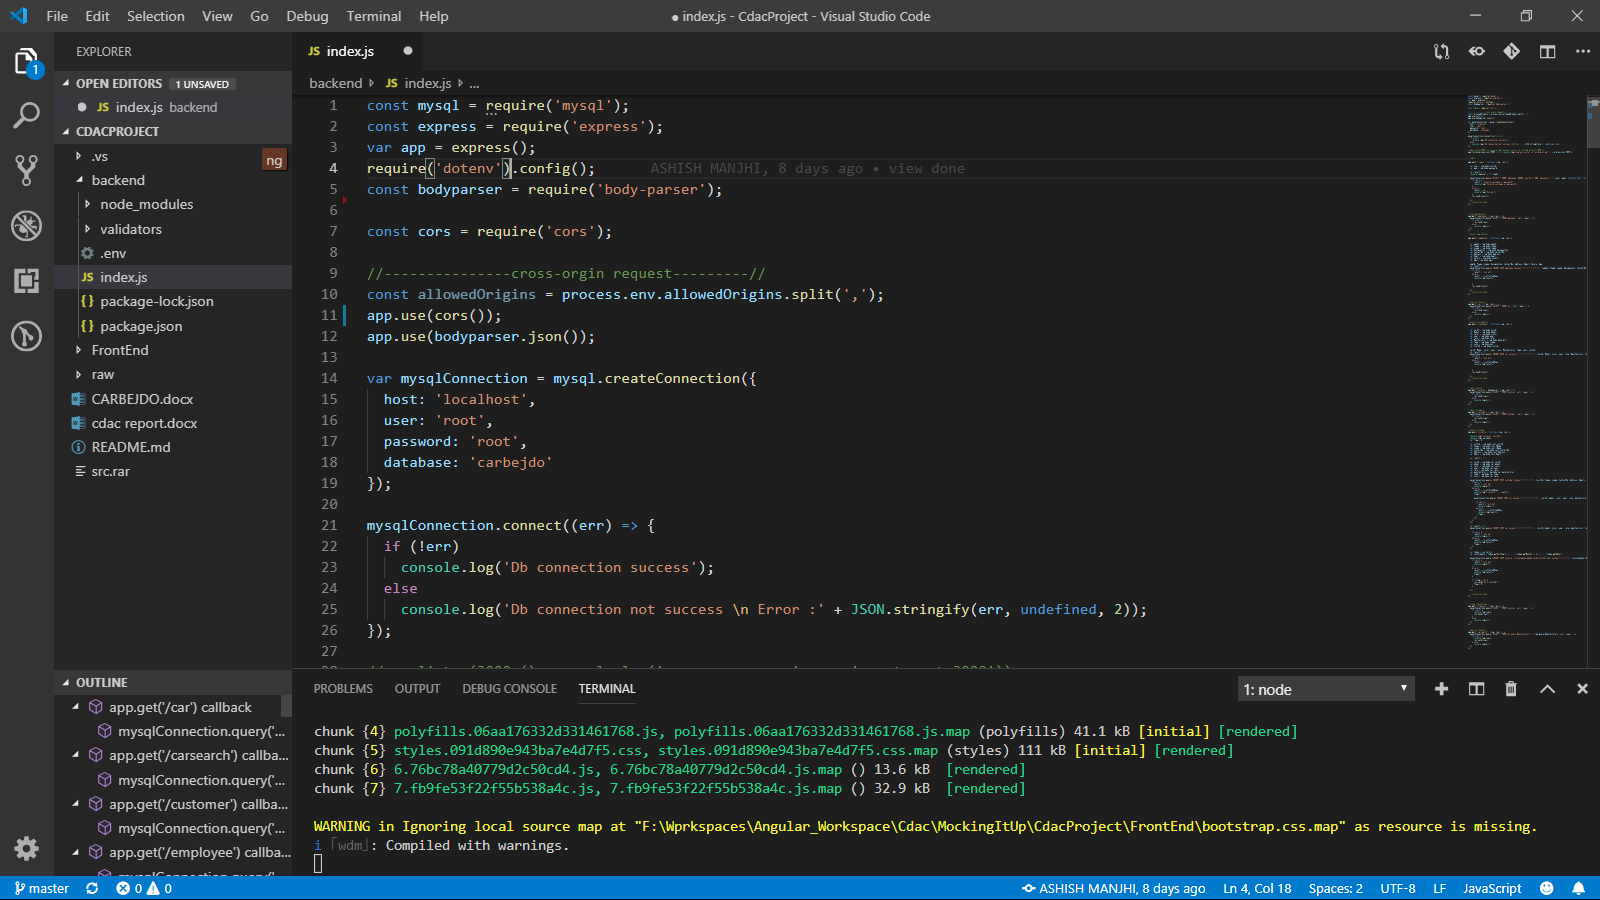 File Edit Selection View Go Debug Terminal Help
● index.js - CdacProject - Visual Studio Code
1
EXPLORER
OPEN EDITORS 1 UNSAVED
JS index.js backend
CDACPROJECT
.vs
ng
backend
node_modules
validators
.env
JS index.js
{} package-lock.json
{} package.json
FrontEnd
raw
CARBEJDO.docx
cdac report.docx
README.md
src.rar
OUTLINE
app.get('/car') callback
mysqlConnection.query('...
app.get('/carsearch') callba...
mysqlConnection.query('...
app.get('/customer') callba...
mysqlConnection.query('...
app.get('/employee') callba...
mysqlConnection.query('...
JS index.js ●
backend JS index.js ...
1 const mysql = require('mysql');
2 const express = require('express');
3 var app = express();
4 require('dotenv').config(); ASHISH MANJHI, 8 days ago • view done
5 const bodyparser = require('body-parser');
6
7 const cors = require('cors');
8
9 //---------------cross-orgin request---------//
10 const allowedOrigins = process.env.allowedOrigins.split(',');
11 app.use(cors());
12 app.use(bodyparser.json());
13
14 var mysqlConnection = mysql.createConnection({
15 host: 'localhost',
16 user: 'root',
17 password: 'root',
18 database: 'carbejdo'
19 });
20
21 mysqlConnection.connect((err) => {
22 if (!err)
23 console.log('Db connection success');
24 else
25 console.log('Db connection not success \n Error :' + JSON.stringify(err, undefined, 2));
26 });
27
PROBLEMS OUTPUT DEBUG CONSOLE TERMINAL
1: node
chunk {4} polyfills.06aa176332d331461768.js, polyfills.06aa176332d331461768.js.map (polyfills) 41.1 kB [initial] [rendered]
chunk {5} styles.091d890e943ba7e4d7f5.css, styles.091d890e943ba7e4d7f5.css.map (styles) 111 kB [initial] [rendered]
chunk {6} 6.76bc78a40779d2c50cd4.js, 6.76bc78a40779d2c50cd4.js.map () 13.6 kB [rendered]
chunk {7} 7.fb9fe53f22f55b538a4c.js, 7.fb9fe53f22f55b538a4c.js.map () 32.9 kB [rendered]
WARNING in Ignoring local source map at "F:\Wprkspaces\Angular_Workspace\Cdac\MockingItUp\CdacProject\FrontEnd\bootstrap.css.map" as resource is missing.
i ｢wdm｣: Compiled with warnings.
master 0 0 ASHISH MANJHI, 8 days ago Ln 4, Col 18 Spaces: 2 UTF-8 LF JavaScript